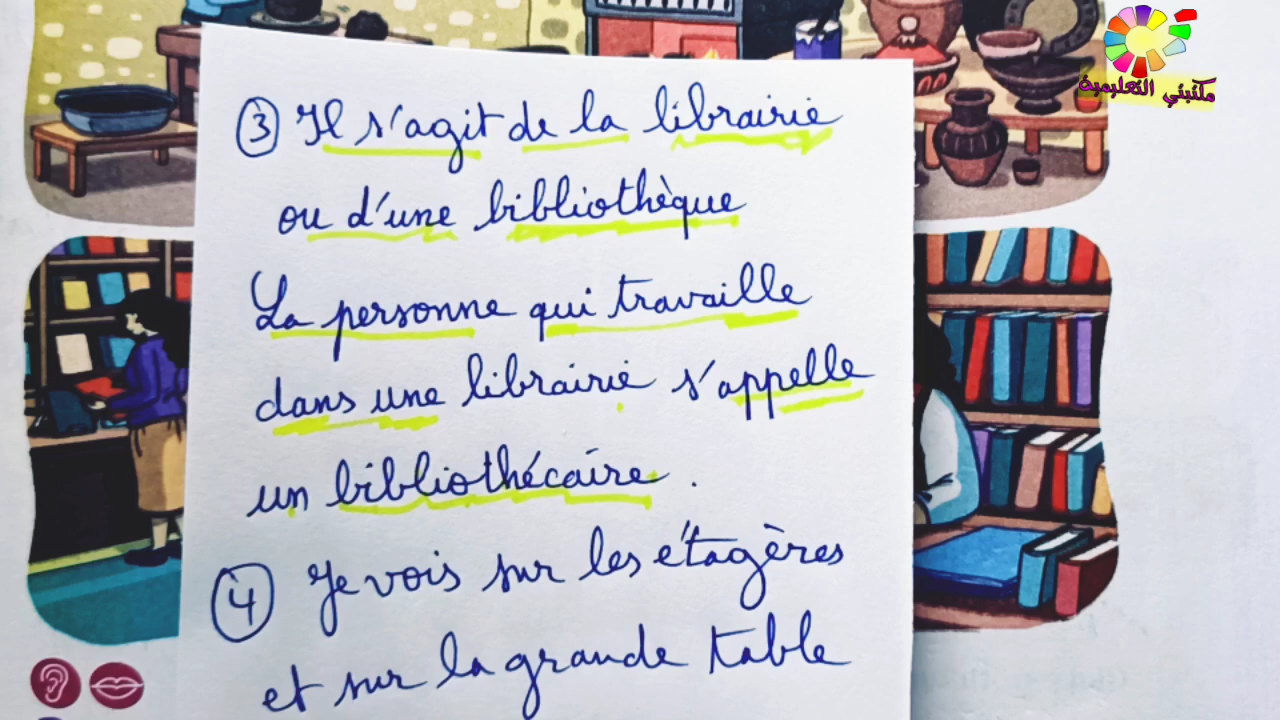 مكتبتي التعليمية
③ Il s'agit de la librairie
ou d'une bibliothèque
La personne qui travaille
dans une librairie s'appelle
un bibliothécaire.
④ Je vois sur les étagères
et sur la grande table